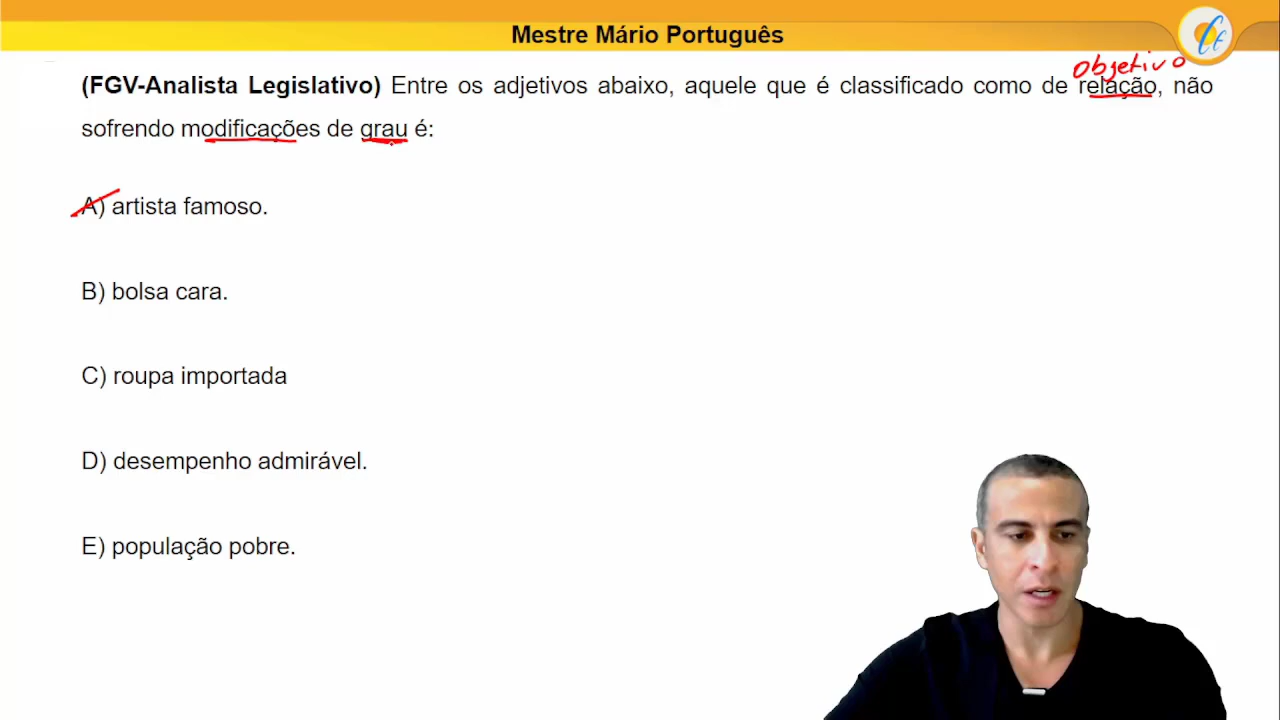 Mestre Mário Português
objetivo
(FGV-Analista Legislativo) Entre os adjetivos abaixo, aquele que é classificado como de relação, não
sofrendo modificações de grau é:
A) artista famoso.
B) bolsa cara.
C) roupa importada
D) desempenho admirável.
E) população pobre.